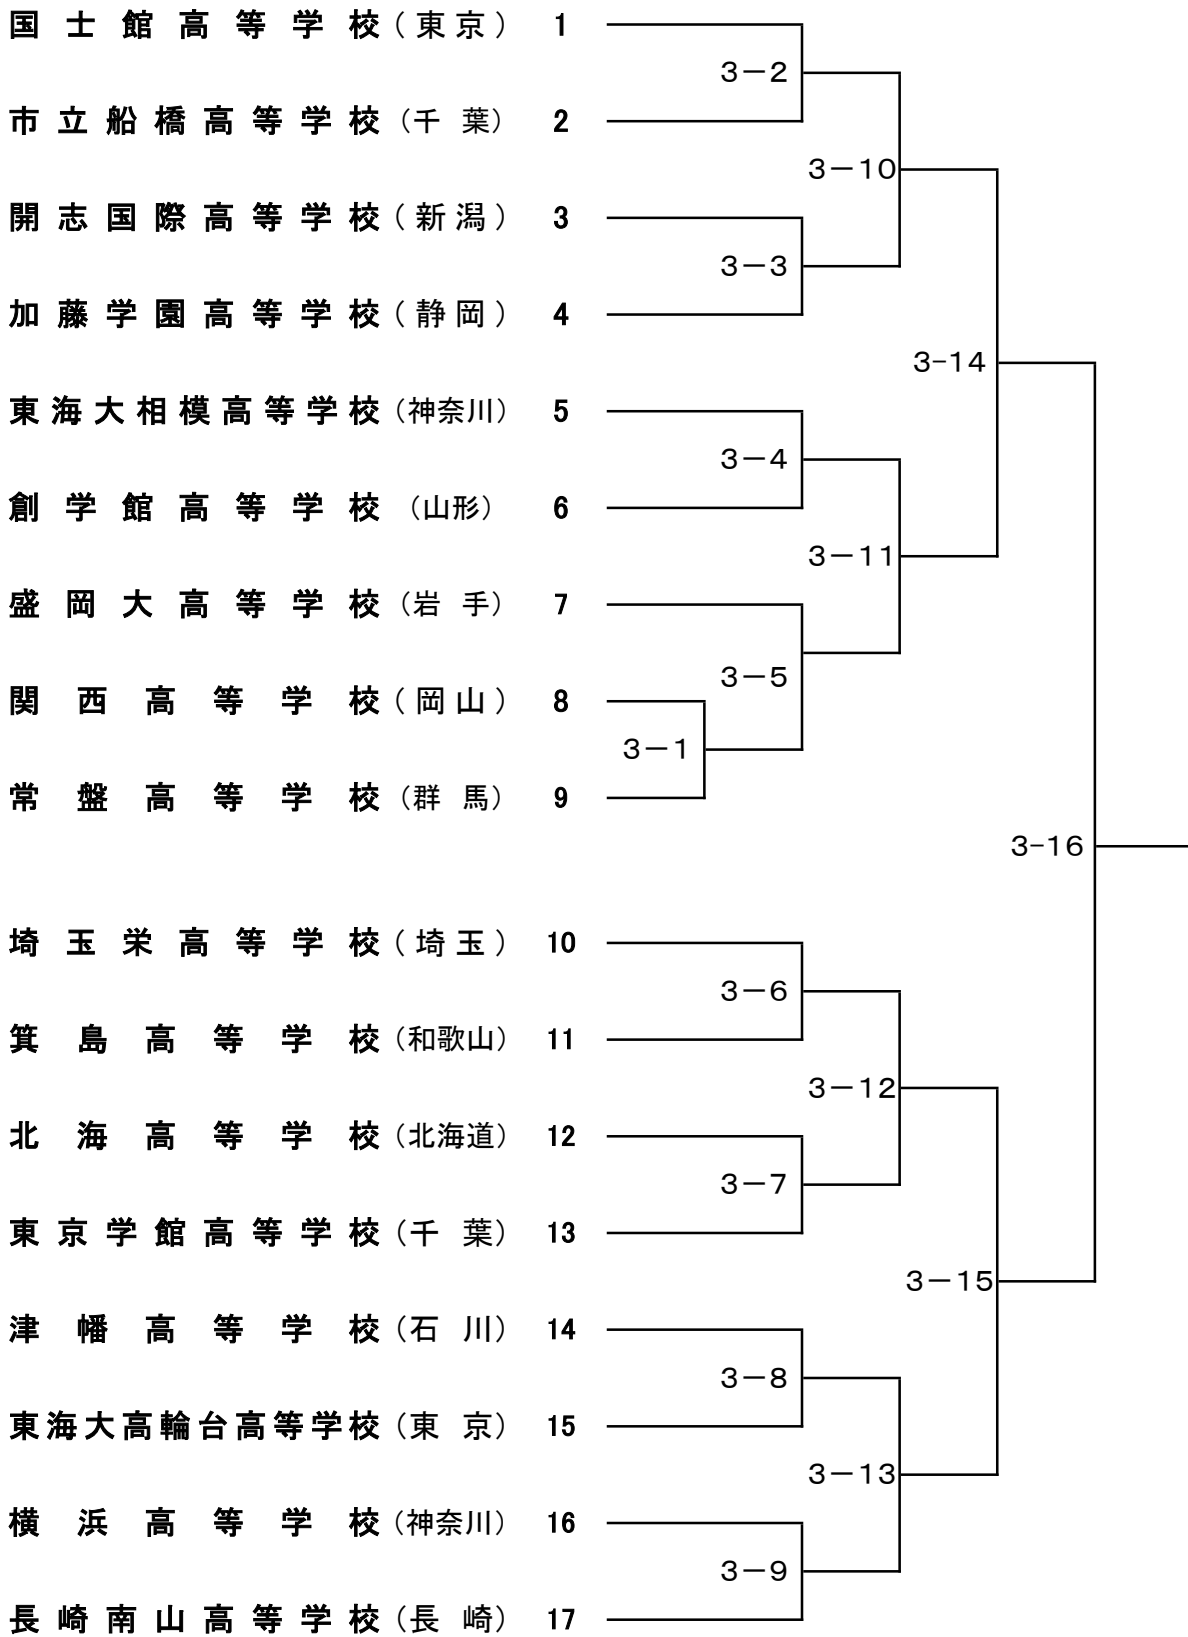 国士館高等学校（東京） 1
3－2
市立船橋高等学校（千葉） 2
3－10
開志国際高等学校（新潟） 3
3－3
加藤学園高等学校（静岡） 4
3-14
東海大相模高等学校（神奈川） 5
3－4
創学館高等学校（山形） 6
3－11
盛岡大高等学校（岩手） 7
3－5
関西高等学校（岡山） 8
3－1
常盤高等学校（群馬） 9
3-16
埼玉栄高等学校（埼玉） 10
3－6
箕島高等学校（和歌山） 11
3－12
北海高等学校（北海道） 12
3－7
東京学館高等学校（千葉） 13
3－15
津幡高等学校（石川） 14
3－8
東海大高輪台高等学校（東京） 15
3－13
横浜高等学校（神奈川） 16
3－9
長崎南山高等学校（長崎） 17